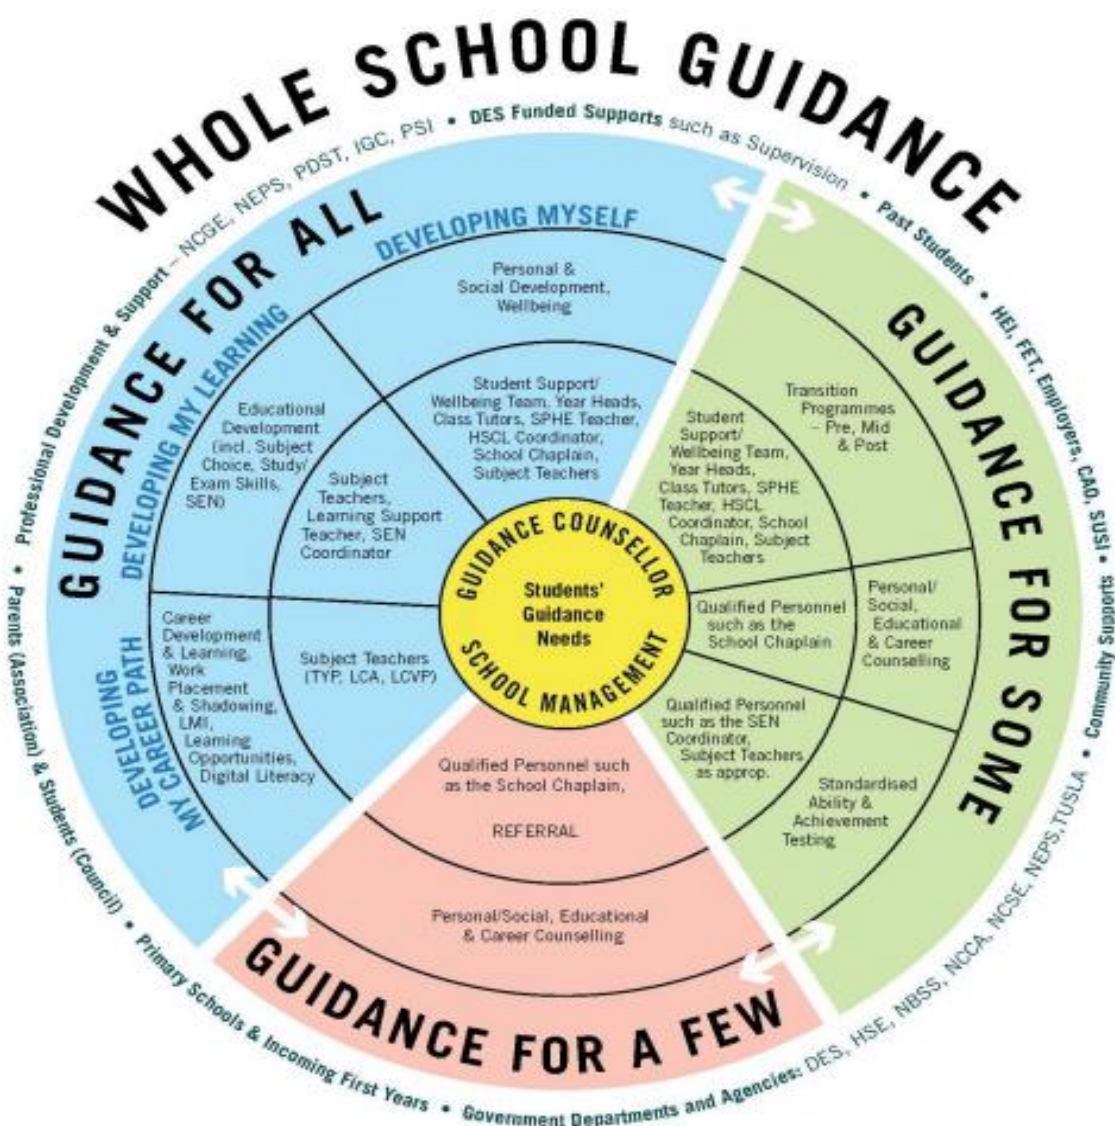 WHOLE SCHOOL GUIDANCE
Professional Development & Support – NCGE, NEPS, PDST, IGC, PSI • DES Funded Supports such as Supervision • Past Students • HEI, FET, Employers, CAO, SUSI • Community Supports •
Government Departments and Agencies: DES, HSE, NBSS, NCCA, NCSE, NEPS, TUSLA
• Parents (Association) & Students (Council) • Primary Schools & Incoming First Years •
GUIDANCE FOR ALL
DEVELOPING MYSELF
Personal &
Social Development,
Wellbeing
Student Support/
Wellbeing Team, Year Heads,
Class Tutors, SPHE Teacher,
HSCL Coordinator,
School Chaplain,
Subject Teachers
DEVELOPING MY LEARNING
Educational
Development
(incl. Subject
Choice, Study/
Exam Skills,
SEN)
Subject
Teachers,
Learning Support
Teacher, SEN
Coordinator
DEVELOPING
MY CAREER PATH
Career
Development
& Learning,
Work
Placement
& Shadowing,
LMI,
Learning
Opportunities,
Digital Literacy
Subject Teachers
(TYP, LCA, LCVP)
GUIDANCE COUNSELLOR
Students'
Guidance
Needs
SCHOOL MANAGEMENT
GUIDANCE FOR SOME
Transition
Programmes
– Pre, Mid
& Post
Student
Support/
Wellbeing Team,
Year Heads,
Class Tutors, SPHE
Teacher, HSCL
Coordinator, School
Chaplain, Subject
Teachers
Personal/
Social,
Educational
& Career
Counselling
Qualified Personnel
such as the
School Chaplain
Qualified Personnel
such as the SEN
Coordinator,
Subject Teachers
as approp.
Standardised
Ability &
Achievement
Testing
Qualified Personnel such
as the School Chaplain,
REFERRAL
Personal/Social, Educational
& Career Counselling
GUIDANCE FOR A FEW